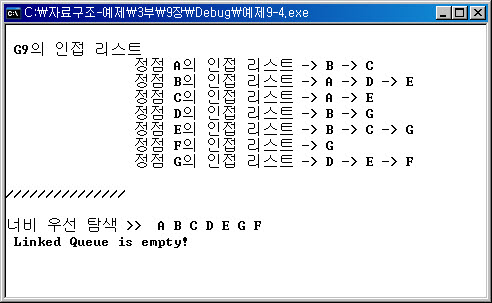 C:\자료구조-예제\3부\9장\Debug\예제9-4.exe
G9의 인접 리스트
정점 A의 인접 리스트 -> B -> C
정점 B의 인접 리스트 -> A -> D -> E
정점 C의 인접 리스트 -> A -> E
정점 D의 인접 리스트 -> B -> G
정점 E의 인접 리스트 -> B -> C -> G
정점 F의 인접 리스트 -> G
정점 G의 인접 리스트 -> D -> E -> F
///////////////
너비 우선 탐색 >> A B C D E G F
Linked Queue is empty!